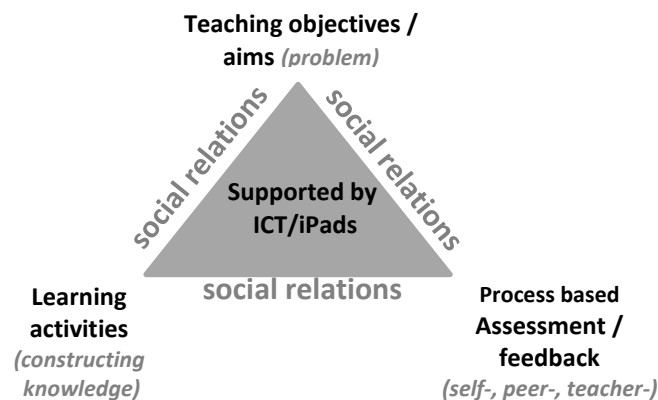 Teaching objectives /
aims (problem)
social relations
social relations
Supported by
ICT/iPads
social relations
Learning
activities
(constructing
knowledge)
Process based
Assessment /
feedback
(self-, peer-, teacher-)